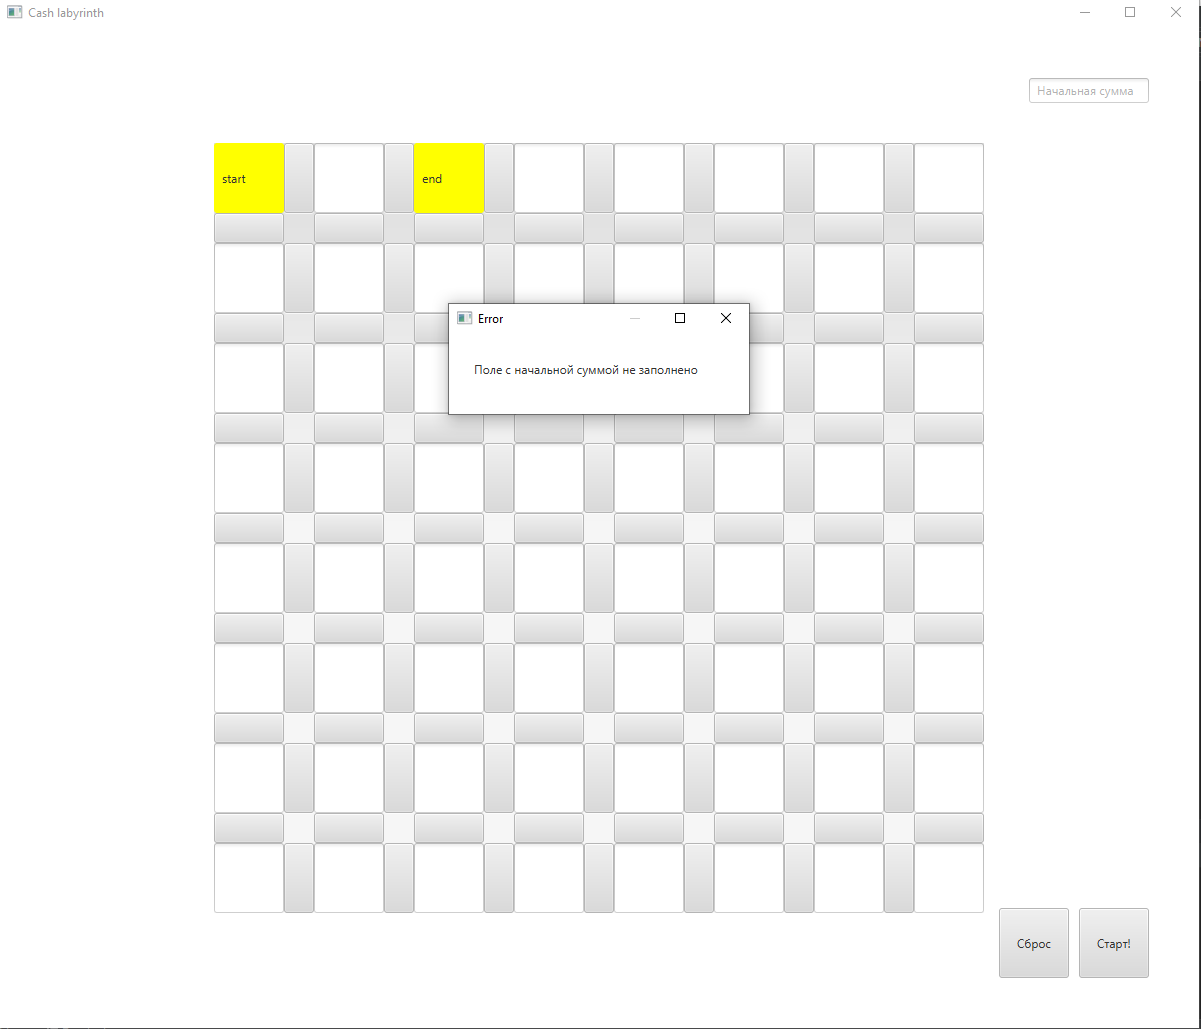 Cash labyrinth
Начальная сумма
start
end
Error
Поле с начальной суммой не заполнено
Сброс
Старт!